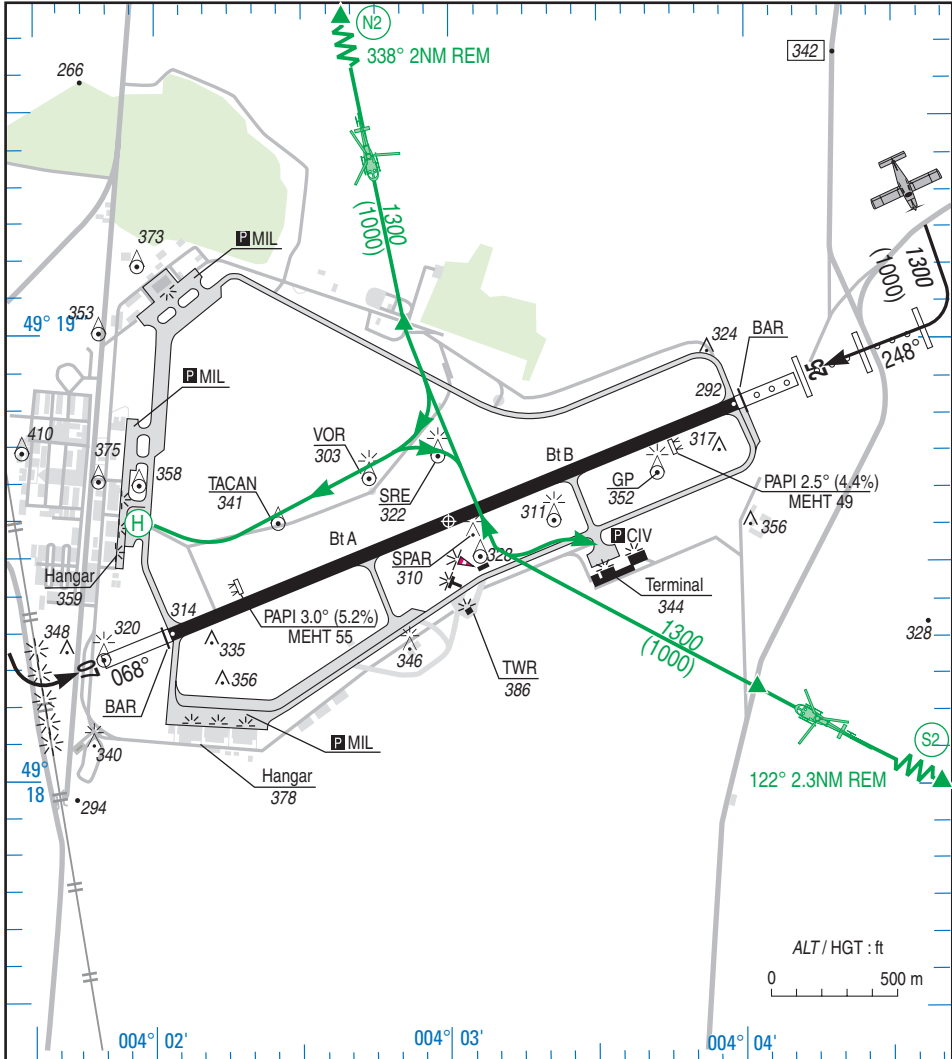 N2
338° 2NM REM
342
266
1300
(1000)
373
P MIL
1300
(1000)
353
49° 19'
324
BAR
25
248°
292
P MIL
410
375
358
VOR
303
SRE
322
Bt B
317
GP
352
PAPI 2.5° (4.4%)
MEHT 49
TACAN
341
311
356
H
Bt A
SPAR
310
328
P CIV
Hangar
359
Terminal
344
314
PAPI 3.0° (5.2%)
MEHT 55
348
320
335
346
328
07
068°
356
TWR
386
1300
(1000)
BAR
P MIL
340
Hangar
378
S2
49°
18
122° 2.3NM REM
294
ALT / HGT : ft
0 500 m
004° 02' 004° 03' 004° 04'